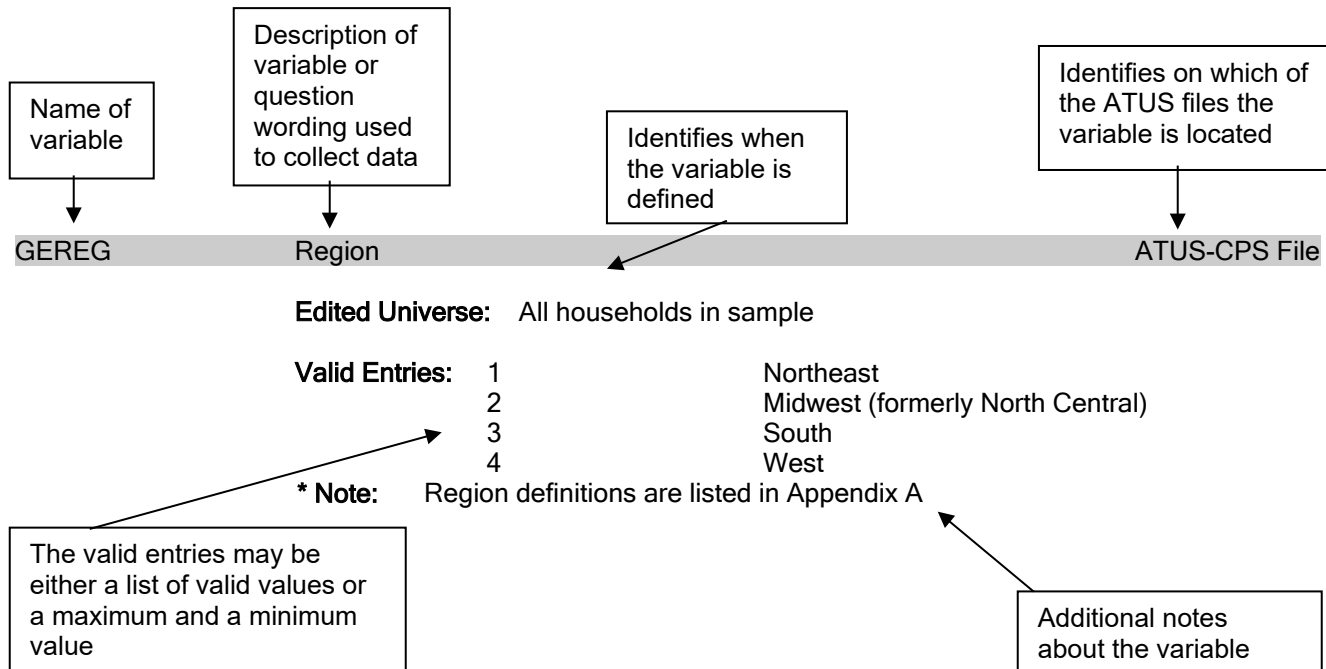 Name of
variable
Description of
variable or
question
wording used
to collect data
Identifies when
the variable is
defined
Identifies on which of
the ATUS files the
variable is located
GEREG Region ATUS-CPS File
Edited Universe: All households in sample
Valid Entries: 1 Northeast
2 Midwest (formerly North Central)
3 South
4 West
* Note: Region definitions are listed in Appendix A
The valid entries may be
either a list of valid values or
a maximum and a minimum
value
Additional notes
about the variable